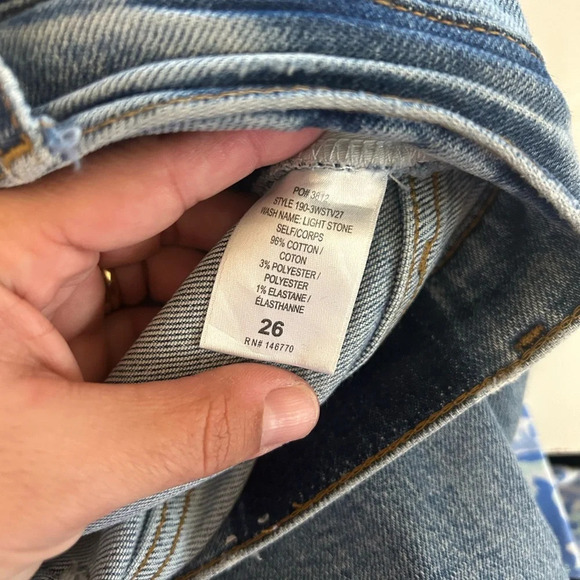 PO# 3812
STYLE 190-3WSTV27
WASH NAME: LIGHT STONE
SELF/CORPS
96% COTTON /
COTON
3% POLYESTER /
POLYESTER
1% ELASTANE /
ÉLASTHANNE
26
RN# 146770